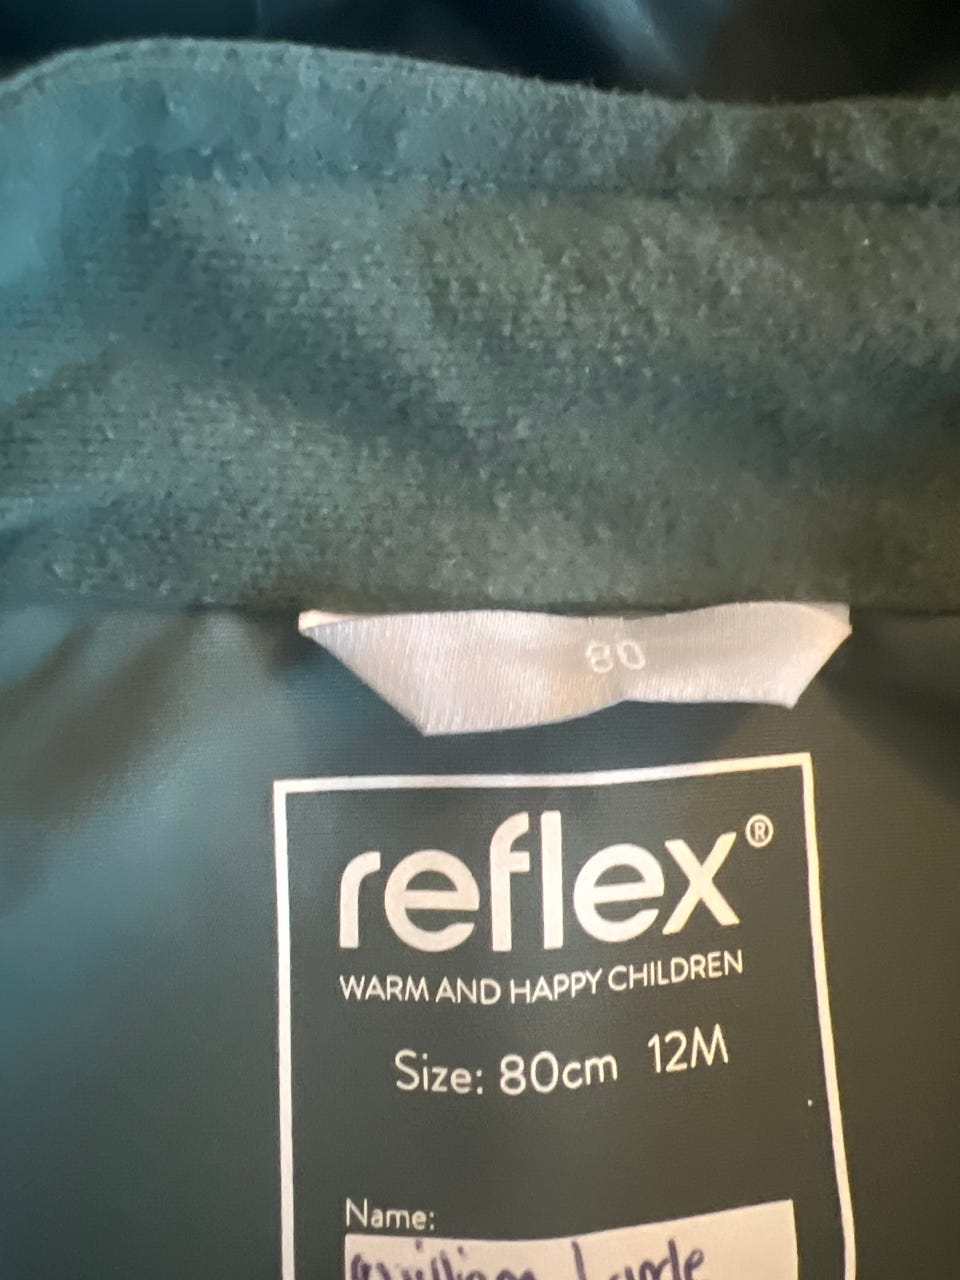 80
reflex®
WARM AND HAPPY CHILDREN
Size: 80cm 12M
Name: